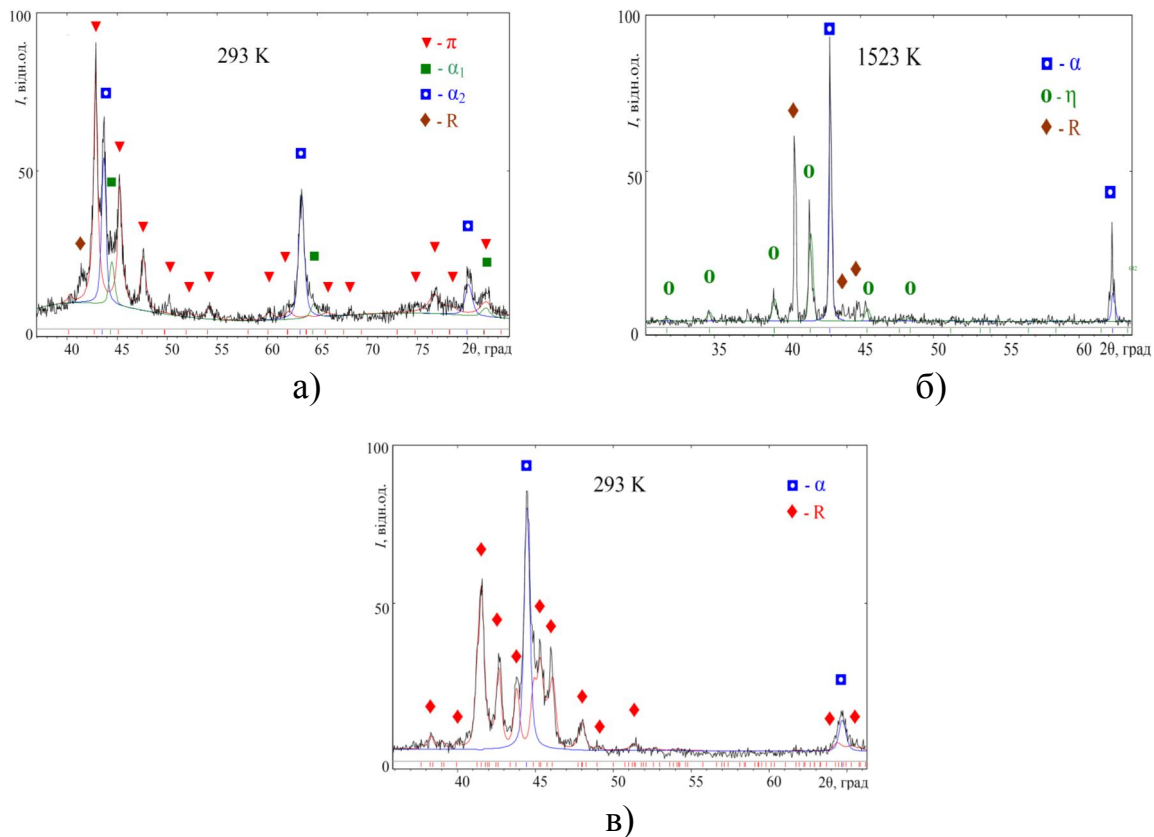 100
293 K
- π
- α₁
- α₂
- R
I, відн.од.
50
0
40 45 50 55 60 65 70 75 2θ, град
а)
100
1523 K
- α
- η
- R
I, відн.од.
50
0
35 40 45 50 55 60 2θ, град
б)
100
293 K
- α
- R
I, відн.од.
50
0
40 45 50 55 60 2θ, град
в)